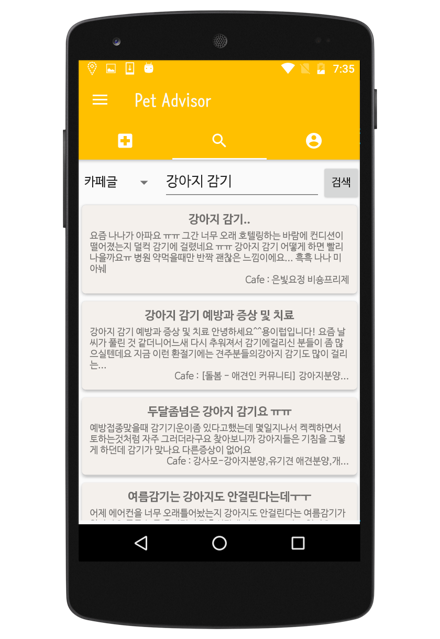 7:35
Pet Advisor
카페글
강아지 감기
검색
강아지 감기..
요즘 나나가 아파요 ㅠㅠ 그간 너무 오래 호텔링하는 바람에 컨디션이
떨어졌는지 덜컥 감기에 걸렸네요 ㅠㅠ 강아지 감기 어떻게 하면 빨리
나을까요ㅠ 병원 약먹을때만 반짝 괜찮은 느낌이에요... 흑흑 나나 미
아눼
Cafe : 은빛요정 비숑프리제
강아지 감기 예방과 증상 및 치료
강아지 감기 예방과 증상 및 치료 안녕하세요^^용이럽입니다! 요즘 날
씨가 풀린 것 같더니어느새 다시 추워져서 감기에걸리신 분들이 좀 많
으실텐데요 지금 이런 환절기에는 견주분들의강아지 감기도 많이 걸리
는...
Cafe : [돌봄 - 애견인 커뮤니티] 강아지분양...
두달좀넘은 강아지 감기요 ㅠㅠ
예방접종맞을때 감기기운이좀 있다고했는데 몇일지나서 켁켁하면서
토하는것처럼 자주 그러더라구요 찾아보니까 강아지들은 기침을 그렇
게 하던데 감기가 맞나요 다른증상이 없어요
Cafe : 강사모-강아지분양,유기견 애견분양,개...
여름감기는 강아지도 안걸린다는데ㅜㅜ
어제 에어컨을 너무 오래틀어놨는지 강아지도 안걸린다는 여름감기가